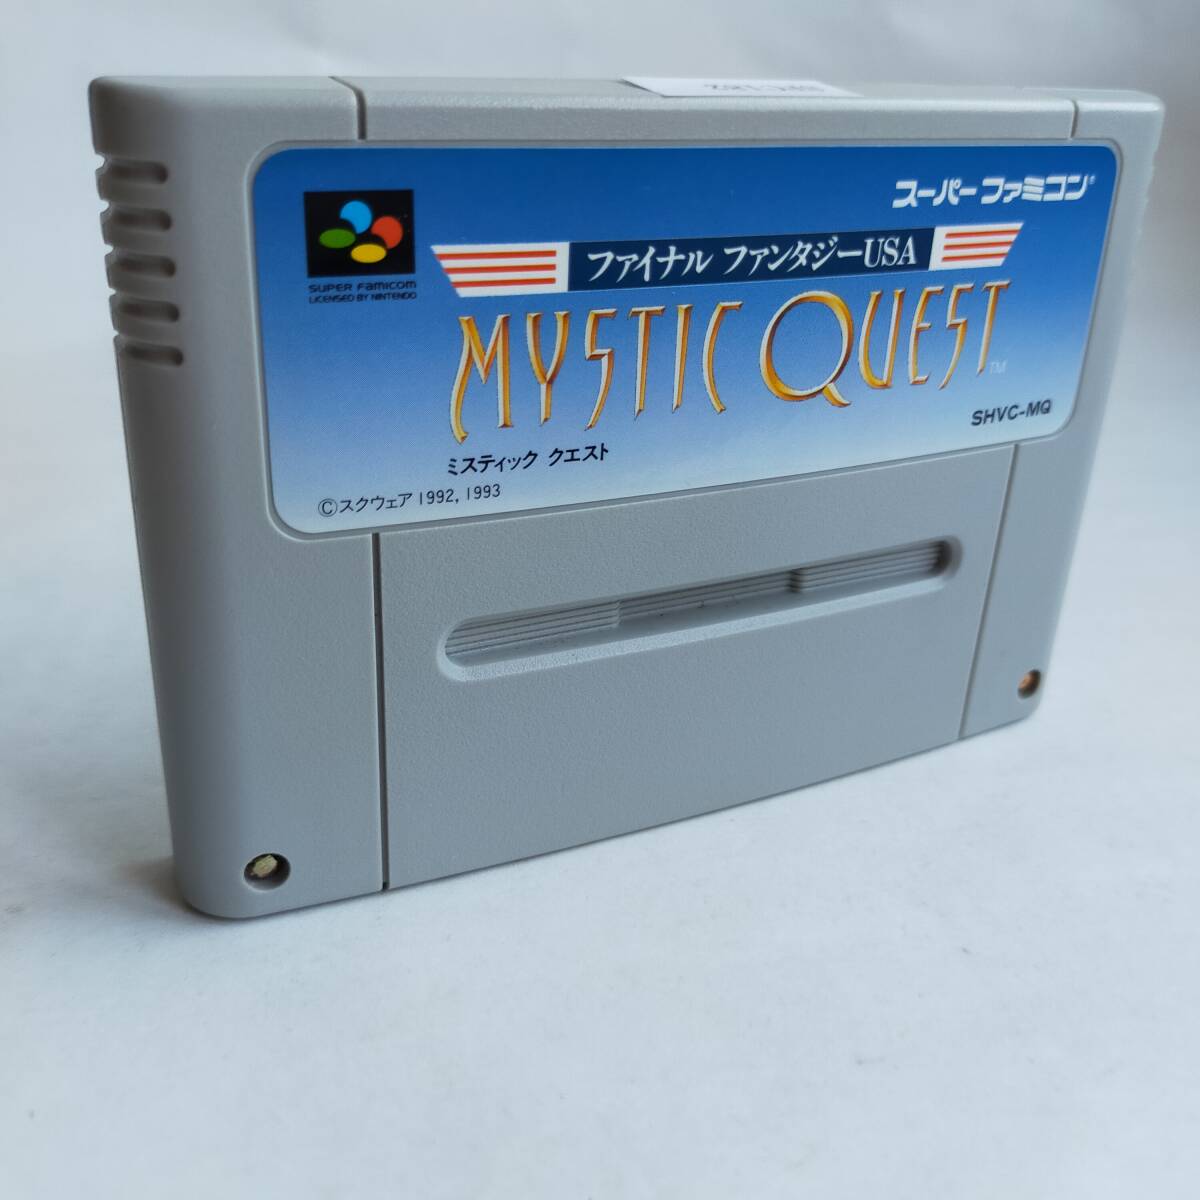 スーパーファミコン
SUPER FAMICOM
LICENSED BY NINTENDO
ファイナル ファンタジーUSA
MYSTIC QUEST™
SHVC-MQ
ミスティック クエスト
©スクウェア 1992, 1993